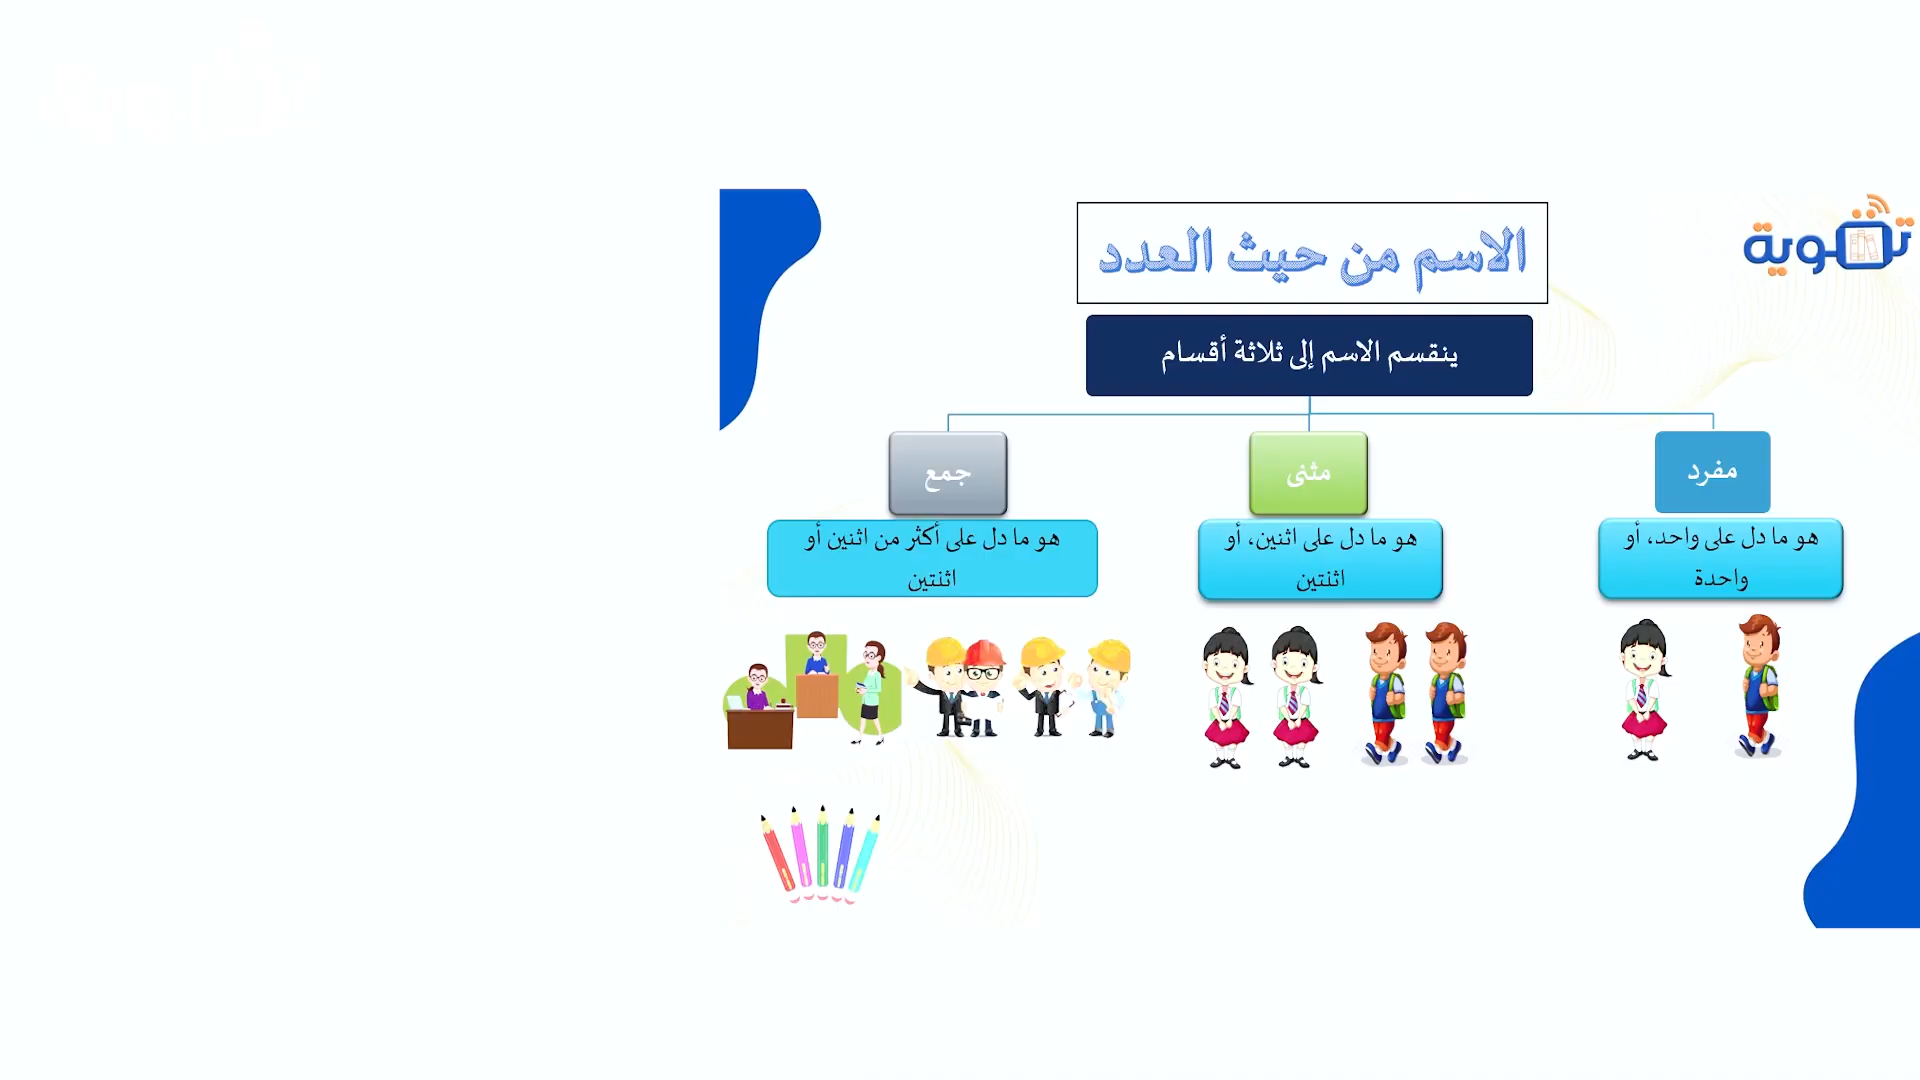 تقوية
الاسم من حيث العدد
ينقسم الاسم إلى ثلاثة أقسام
مفرد
هو ما دل على واحد، أو
واحدة
مثنى
هو ما دل على اثنين، أو
اثنتين
جمع
هو ما دل على أكثر من اثنين أو
اثنتين